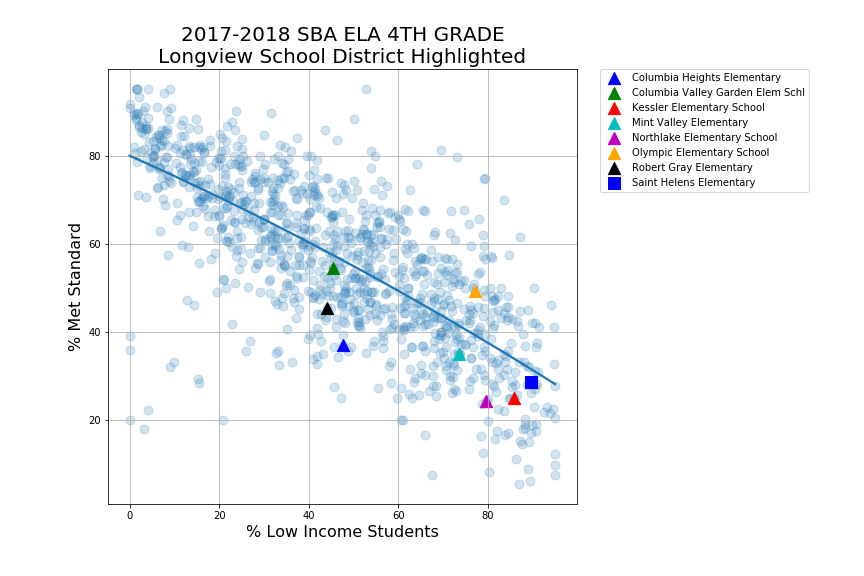 2017-2018 SBA ELA 4TH GRADE
Longview School District Highlighted
Columbia Heights Elementary
Columbia Valley Garden Elem Schl
Kessler Elementary School
Mint Valley Elementary
Northlake Elementary School
Olympic Elementary School
Robert Gray Elementary
Saint Helens Elementary
% Met Standard
80
60
40
20
0
20
40
60
80
% Low Income Students